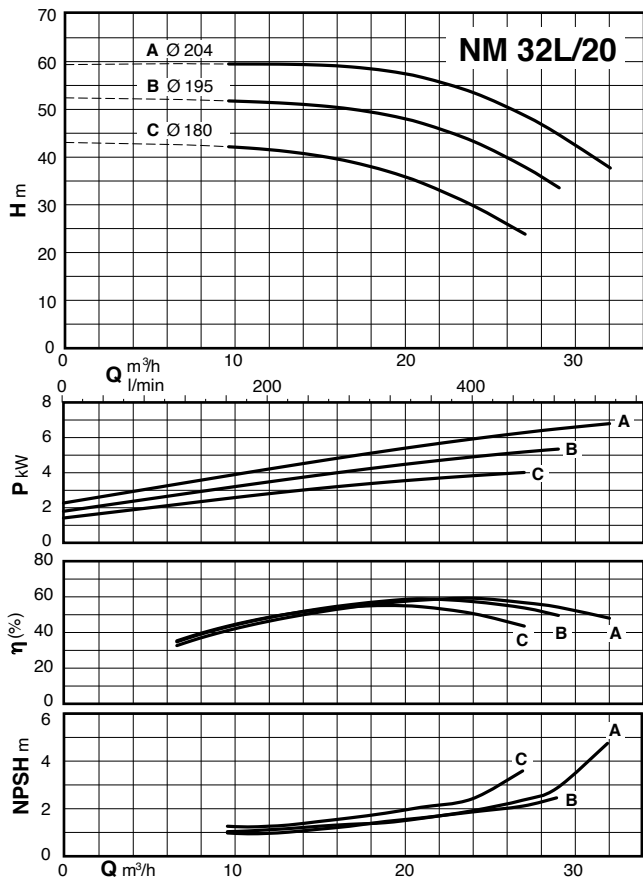 NM 32L/20
70
60
50
40
30
20
10
0
H m
A Ø 204
B Ø 195
C Ø 180
0 10 20 30
Q m³/h
l/min
0 200 400
8
6
4
2
0
P kW
A
B
C
80
60
40
20
0
η (%)
C B A
6
4
2
0
NPSH m
A
C
B
0 10 20 30
Q m³/h